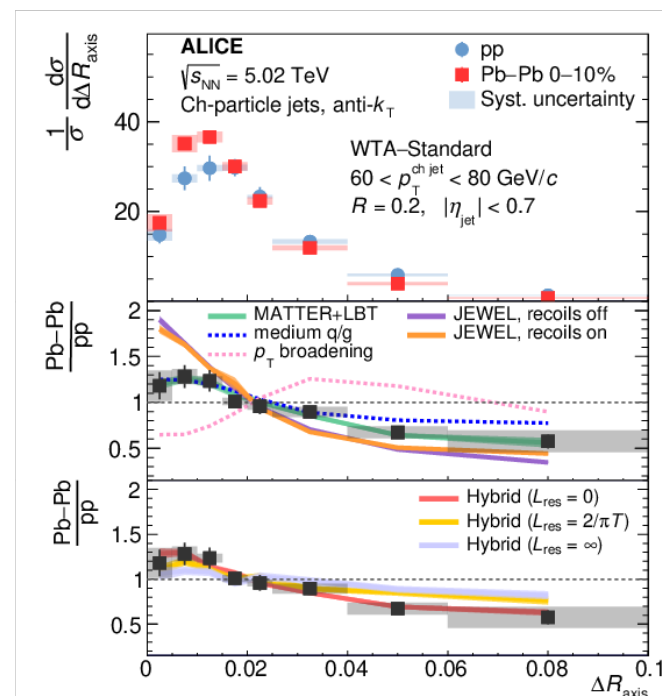 ALICE
√s_NN = 5.02 TeV
Ch-particle jets, anti-k_T
pp
Pb–Pb 0–10%
Syst. uncertainty
WTA–Standard
60 < p_T^ch jet < 80 GeV/c
R = 0.2, |η_jet| < 0.7
1/σ dσ/dΔR_axis
40
20
Pb–Pb/pp
2
1.5
1
0.5
MATTER+LBT
medium q/g
p_T broadening
JEWEL, recoils off
JEWEL, recoils on
Pb–Pb/pp
2
1.5
1
0.5
Hybrid (L_res = 0)
Hybrid (L_res = 2/πT)
Hybrid (L_res = ∞)
0 0.02 0.04 0.06 0.08 0.1
ΔR_axis